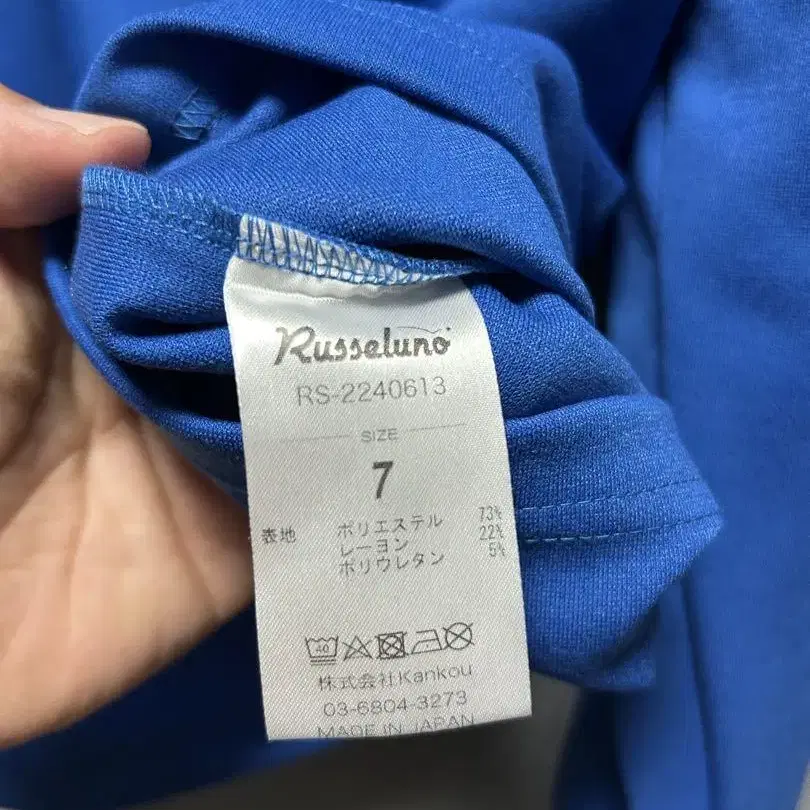 Russeluno
RS-2240613
SIZE
7
表地 ポリエステル 73%
レーヨン 22%
ポリウレタン 5%
40
株式会社Kankou
03-6804-3273
MADE IN JAPAN